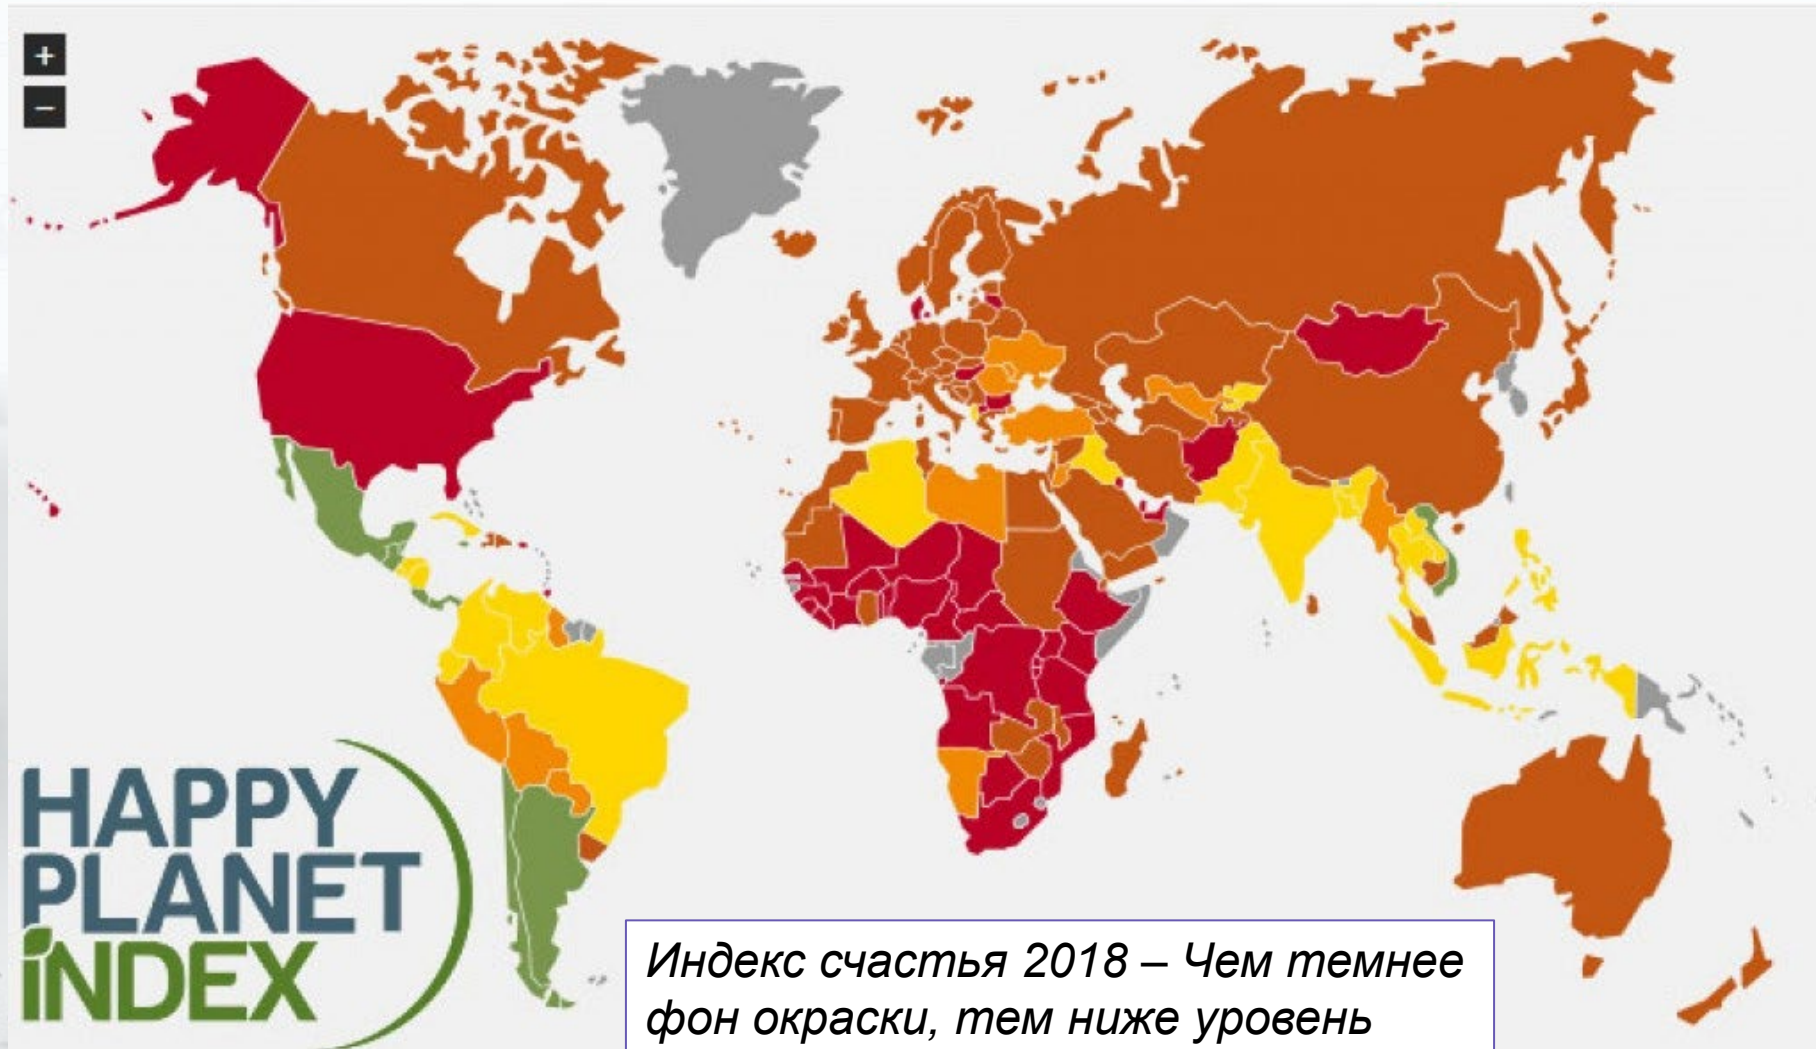 +
−
HAPPY
PLANET
INDEX
Индекс счастья 2018 – Чем темнее
фон окраски, тем ниже уровень